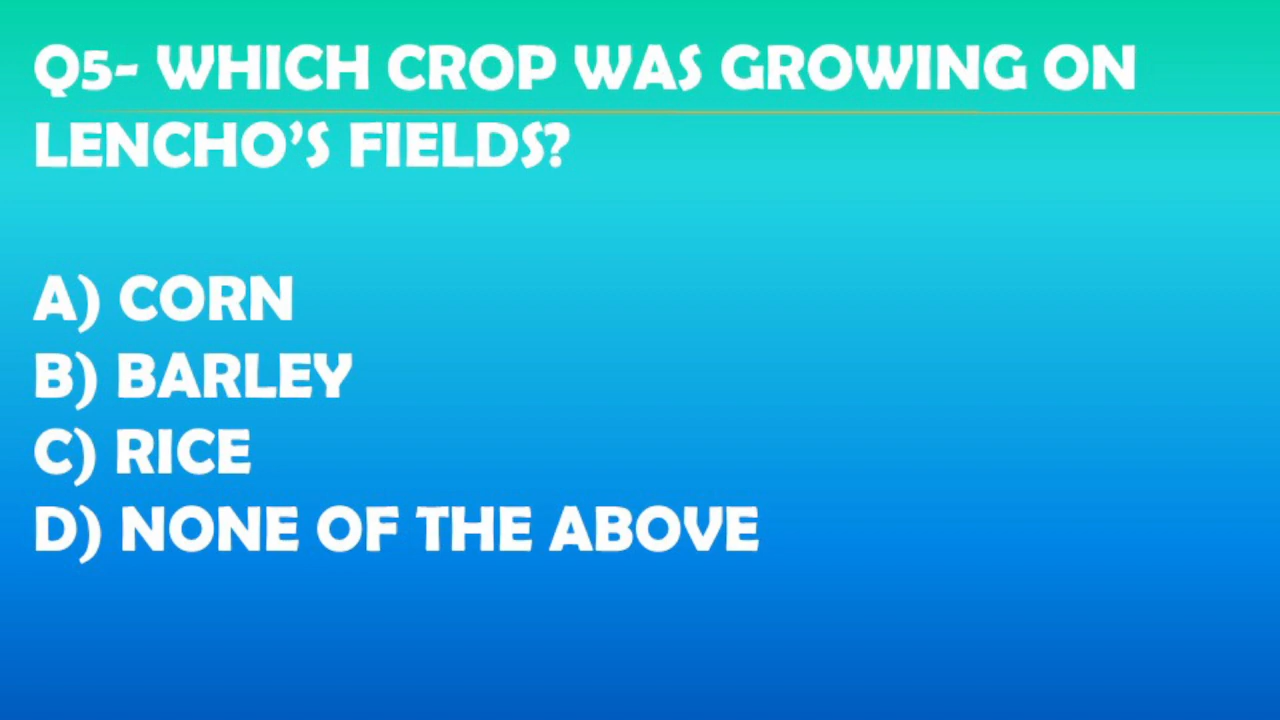 Q5- WHICH CROP WAS GROWING ON
LENCHO'S FIELDS?
A) CORN
B) BARLEY
C) RICE
D) NONE OF THE ABOVE